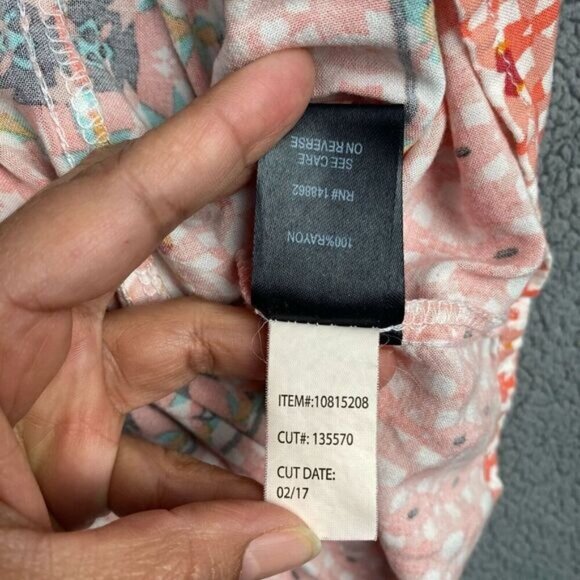 100%RAYON
RN# 148862
SEE CARE
ON REVERSE
ITEM#:10815208
CUT#: 135570
CUT DATE:
02/17